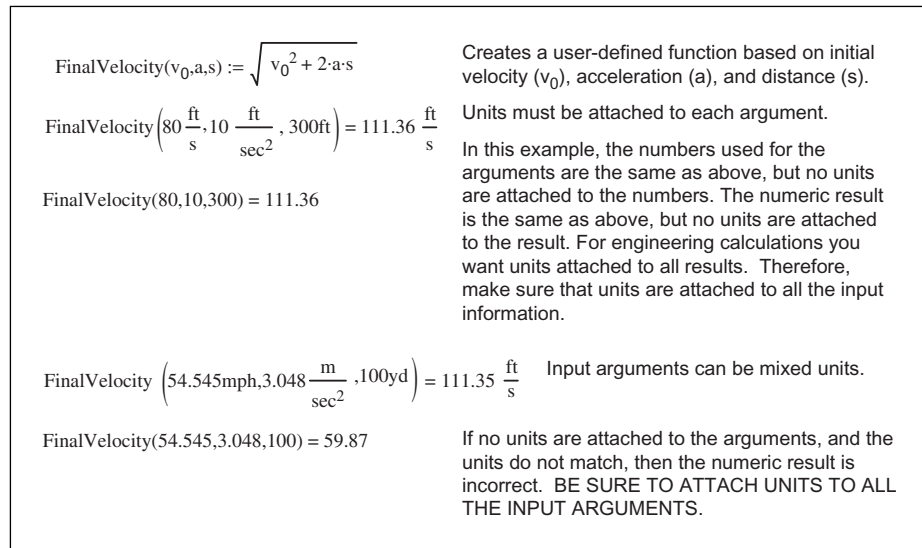 FinalVelocity(v₀,a,s) := √(v₀² + 2·a·s)
Creates a user-defined function based on initial
velocity (v₀), acceleration (a), and distance (s).
FinalVelocity(80 ft/s, 10 ft/sec², 300ft) = 111.36 ft/s
Units must be attached to each argument.
FinalVelocity(80,10,300) = 111.36
In this example, the numbers used for the
arguments are the same as above, but no units
are attached to the numbers. The numeric result
is the same as above, but no units are attached
to the result. For engineering calculations you
want units attached to all results. Therefore,
make sure that units are attached to all the input
information.
FinalVelocity (54.545mph,3.048 m/sec² ,100yd) = 111.35 ft/s
Input arguments can be mixed units.
FinalVelocity(54.545,3.048,100) = 59.87
If no units are attached to the arguments, and the
units do not match, then the numeric result is
incorrect. BE SURE TO ATTACH UNITS TO ALL
THE INPUT ARGUMENTS.